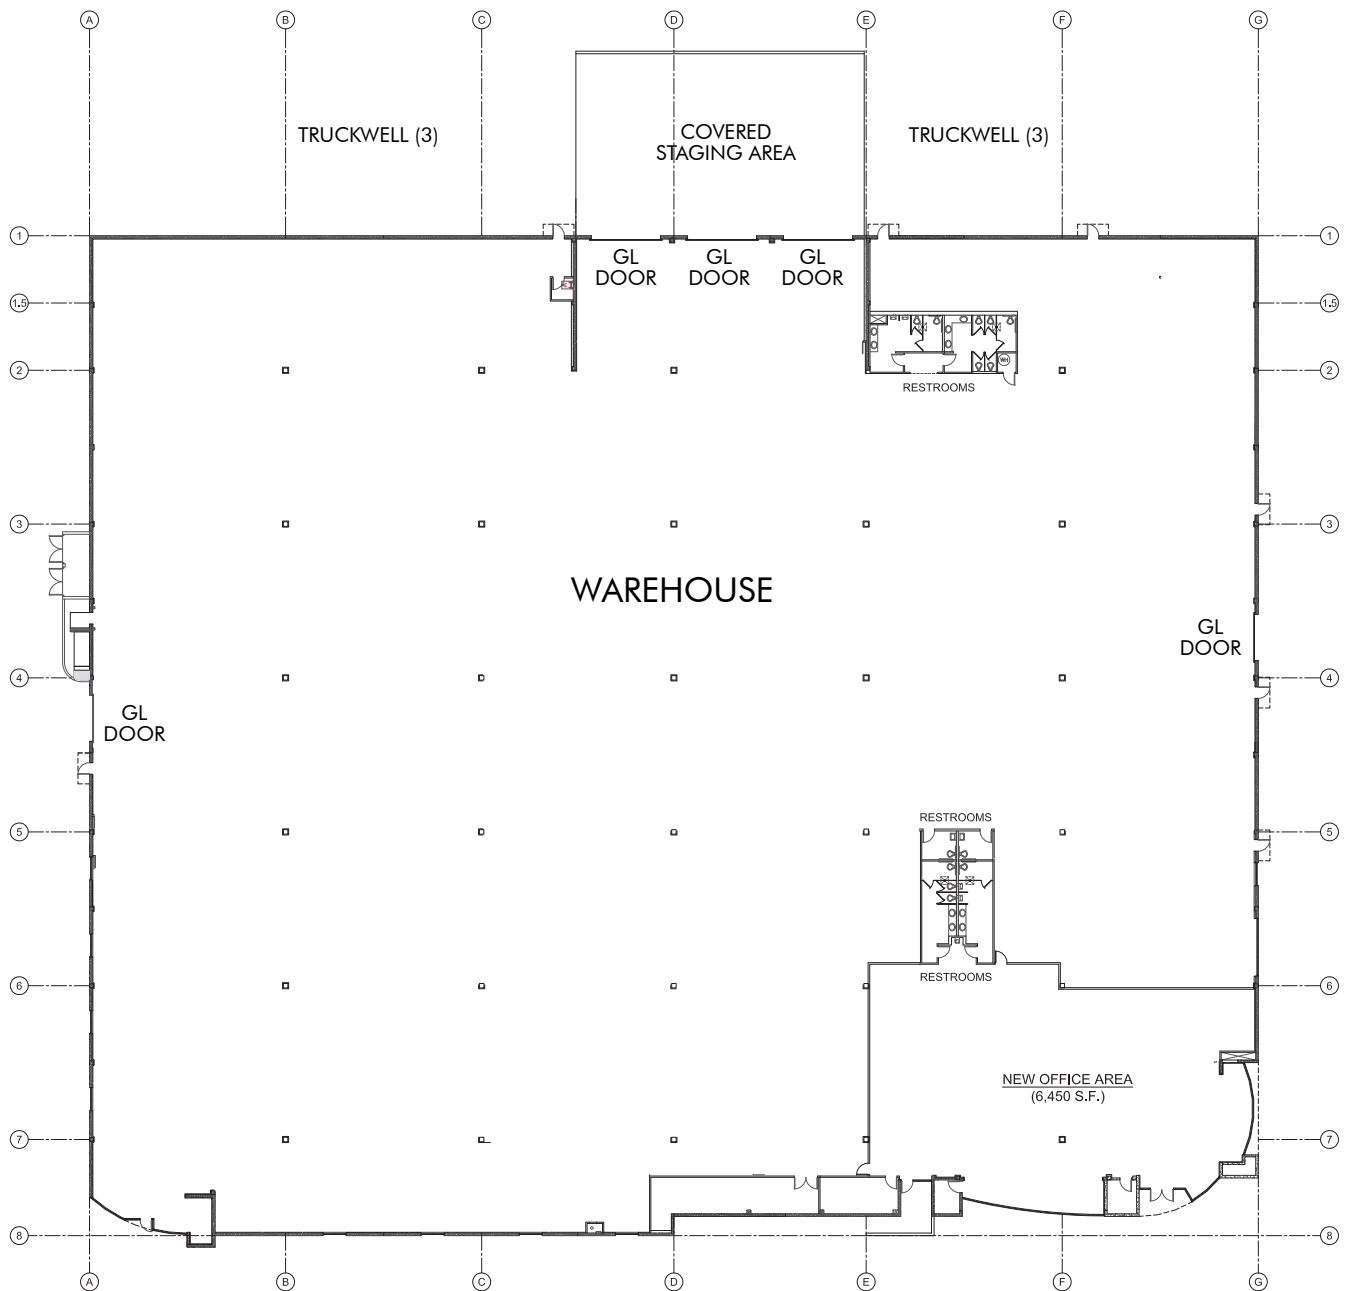 A
B
C
D
E
F
G
TRUCKWELL (3)
COVERED
STAGING AREA
TRUCKWELL (3)
1
1
GL
DOOR
GL
DOOR
GL
DOOR
1.5
1.5
WH
2
2
RESTROOMS
3
3
WAREHOUSE
GL
DOOR
4
4
GL
DOOR
RESTROOMS
5
5
RESTROOMS
6
6
NEW OFFICE AREA
(6,450 S.F.)
7
7
8
8
A
B
C
D
E
F
G